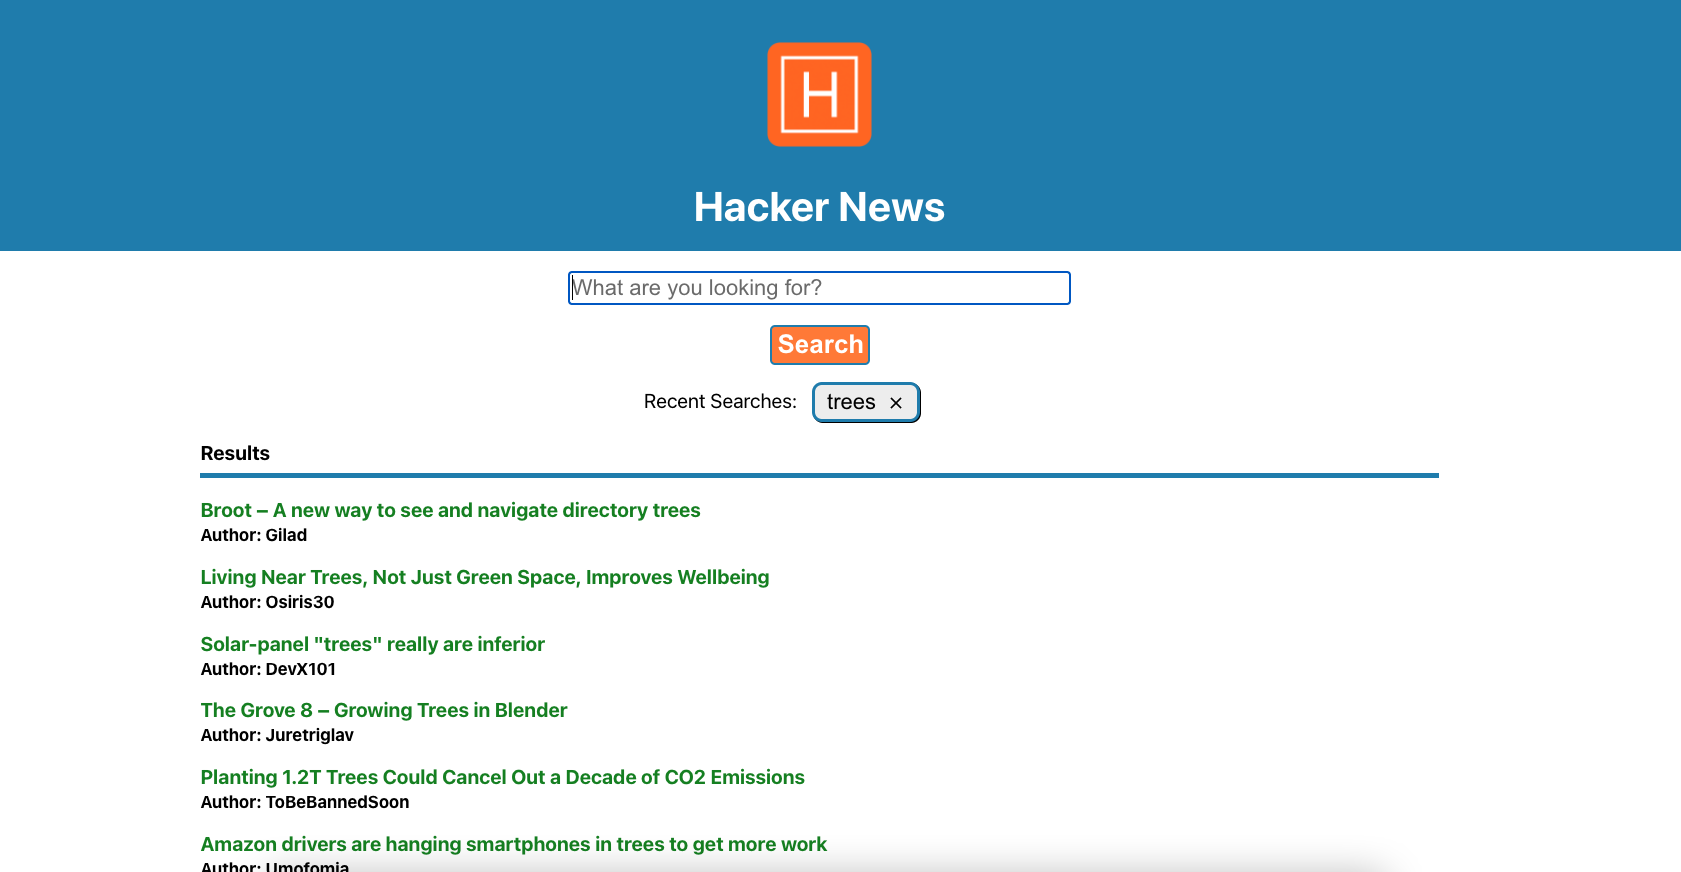 H
Hacker News
What are you looking for?
Search
Recent Searches: trees ×
Results
Broot – A new way to see and navigate directory trees
Author: Gilad
Living Near Trees, Not Just Green Space, Improves Wellbeing
Author: Osiris30
Solar-panel "trees" really are inferior
Author: DevX101
The Grove 8 – Growing Trees in Blender
Author: Juretriglav
Planting 1.2T Trees Could Cancel Out a Decade of CO2 Emissions
Author: ToBeBannedSoon
Amazon drivers are hanging smartphones in trees to get more work
Author: Umofomia